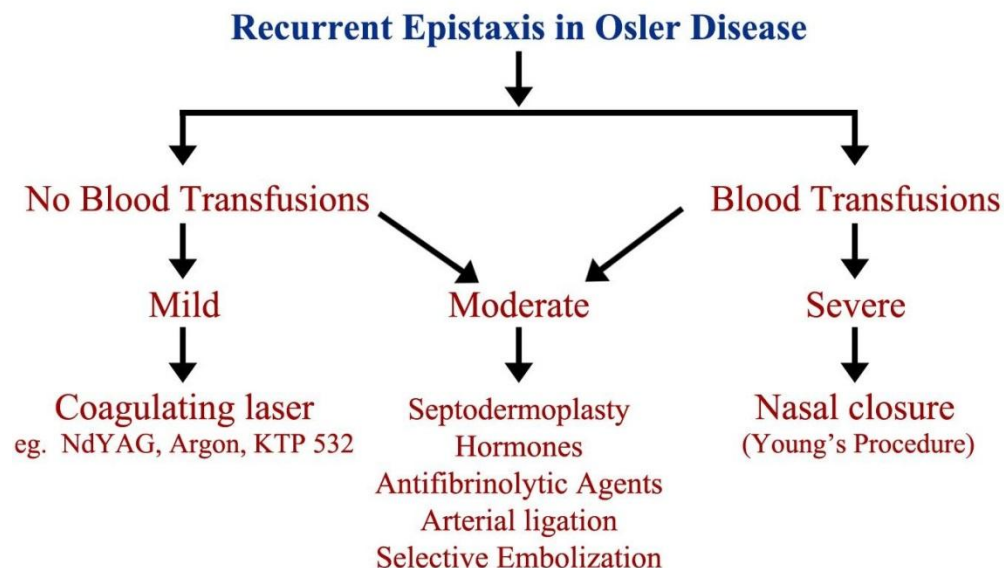 Recurrent Epistaxis in Osler Disease
No Blood Transfusions
Blood Transfusions
Mild
Moderate
Severe
Coagulating laser
eg. NdYAG, Argon, KTP 532
Septodermoplasty
Hormones
Antifibrinolytic Agents
Arterial ligation
Selective Embolization
Nasal closure
(Young's Procedure)